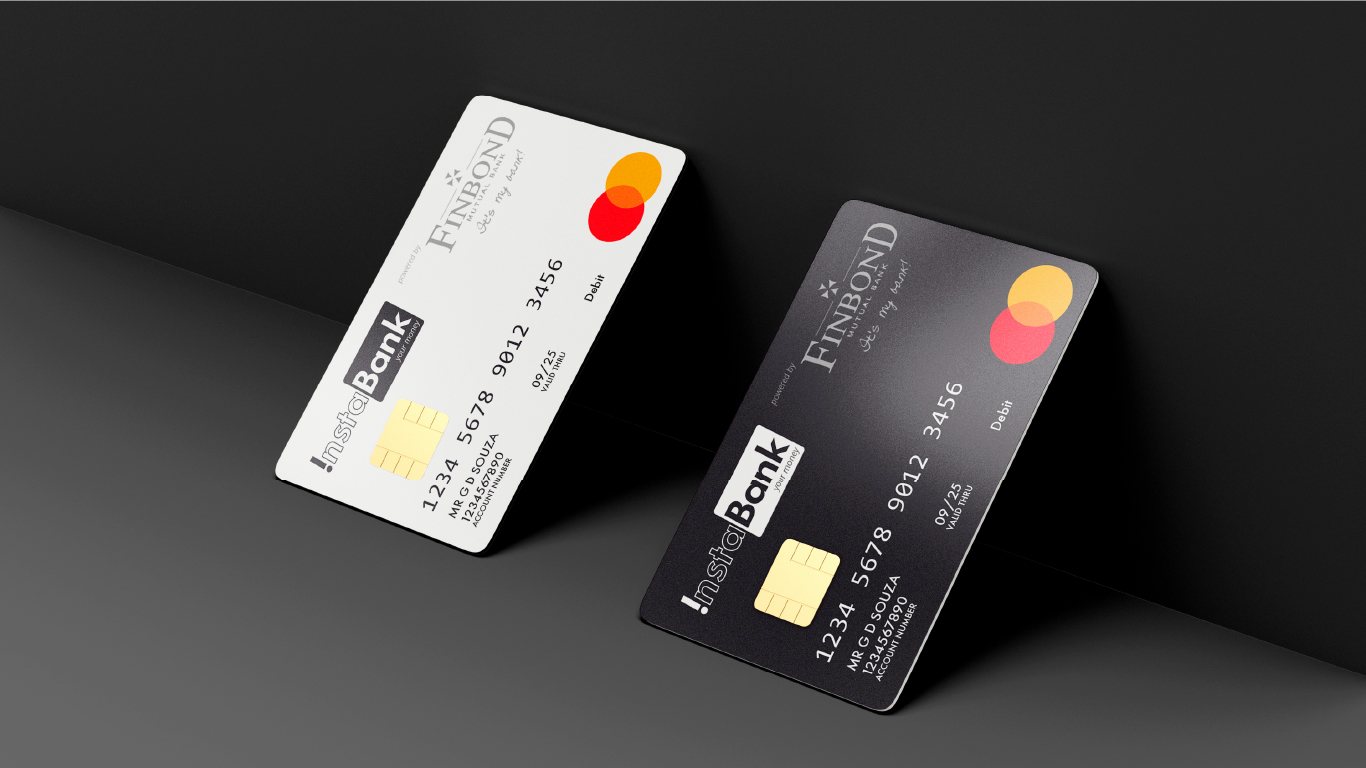 !nstaBank
your money
powered by
FINBOND
MUTUAL BANK
It's my bank!
1234 5678 9012 3456
MR G D SOUZA
1234567890
ACCOUNT NUMBER
09/25
VALID THRU
Debit
!nstaBank
your money
powered by
FINBOND
MUTUAL BANK
It's my bank!
1234 5678 9012 3456
MR G D SOUZA
1234567890
ACCOUNT NUMBER
09/25
VALID THRU
Debit